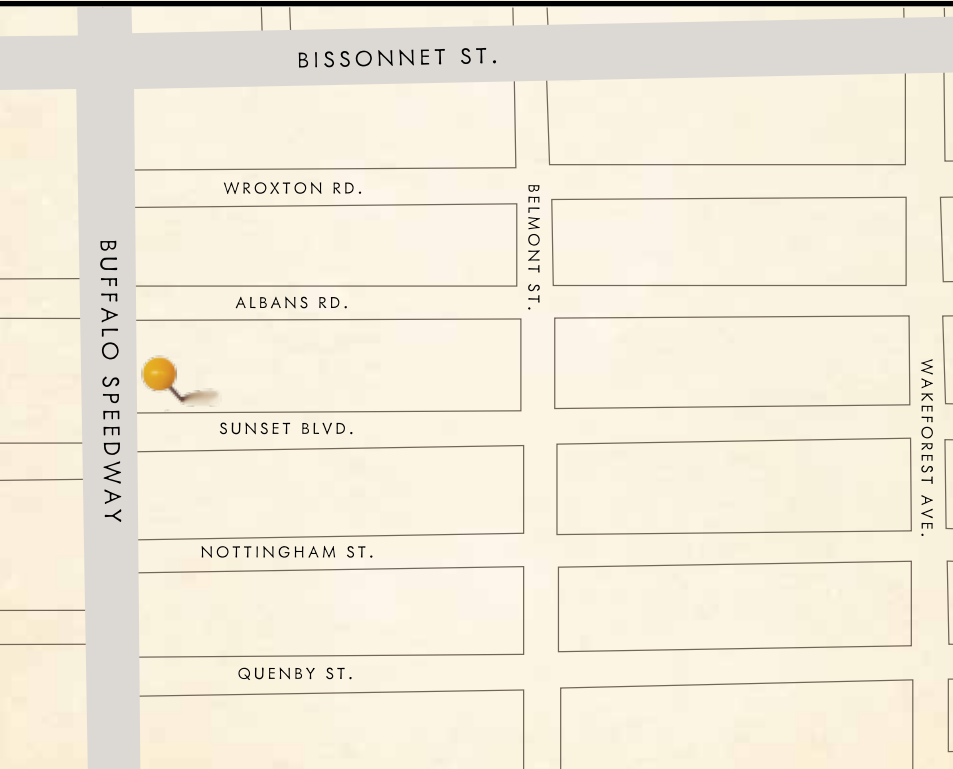 BISSONNET ST.
WROXTON RD.
BELMONT ST.
BUFFALO SPEEDWAY
ALBANS RD.
WAKEFOREST AVE.
SUNSET BLVD.
NOTTINGHAM ST.
QUENBY ST.